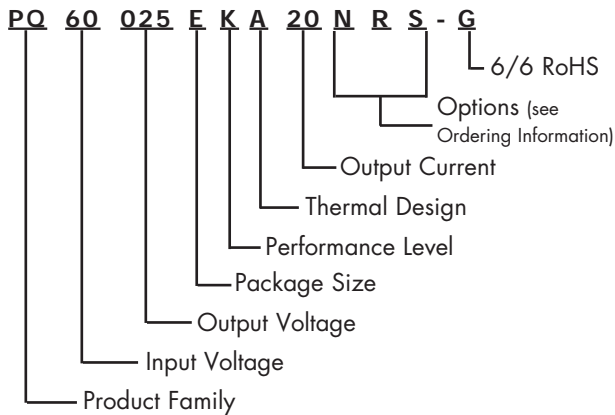 PQ 60 025 E K A 20 N R S - G
6/6 RoHS
Options (see
Ordering Information)
Output Current
Thermal Design
Performance Level
Package Size
Output Voltage
Input Voltage
Product Family